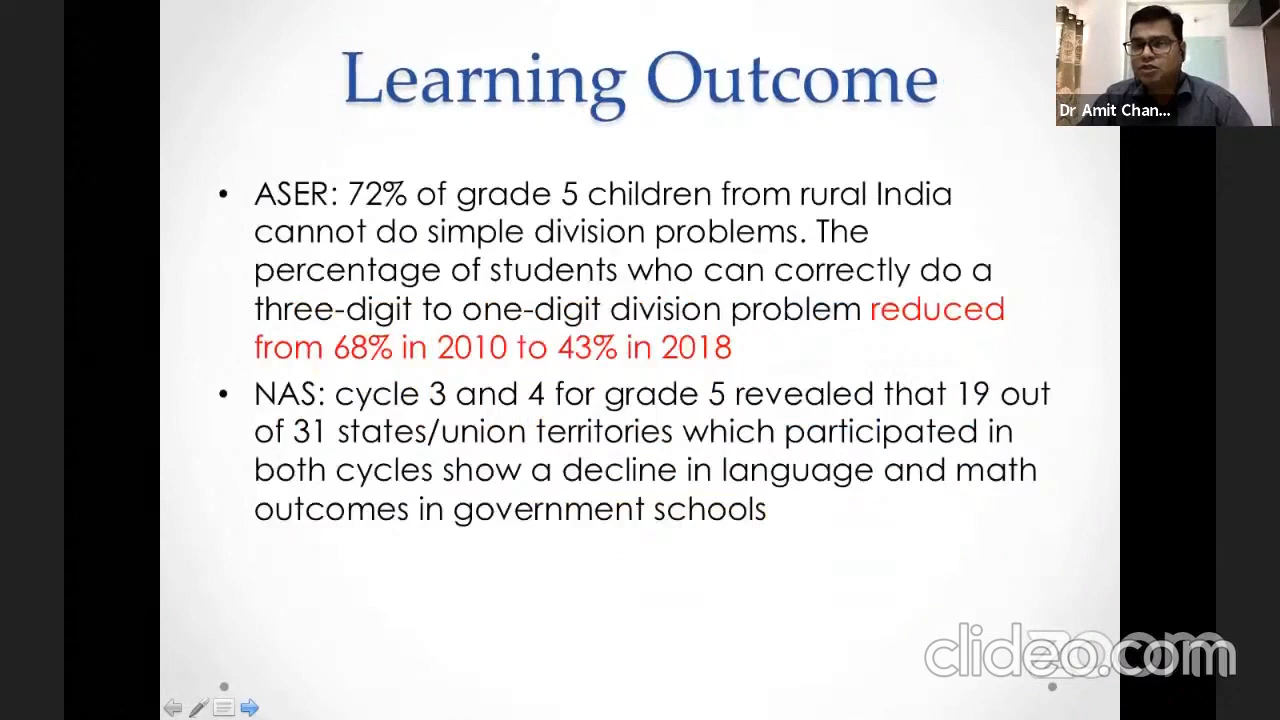 Learning Outcome
Dr Amit Chan...
• ASER: 72% of grade 5 children from rural India
cannot do simple division problems. The
percentage of students who can correctly do a
three-digit to one-digit division problem reduced
from 68% in 2010 to 43% in 2018
• NAS: cycle 3 and 4 for grade 5 revealed that 19 out
of 31 states/union territories which participated in
both cycles show a decline in language and math
outcomes in government schools
clideo.com
zoom